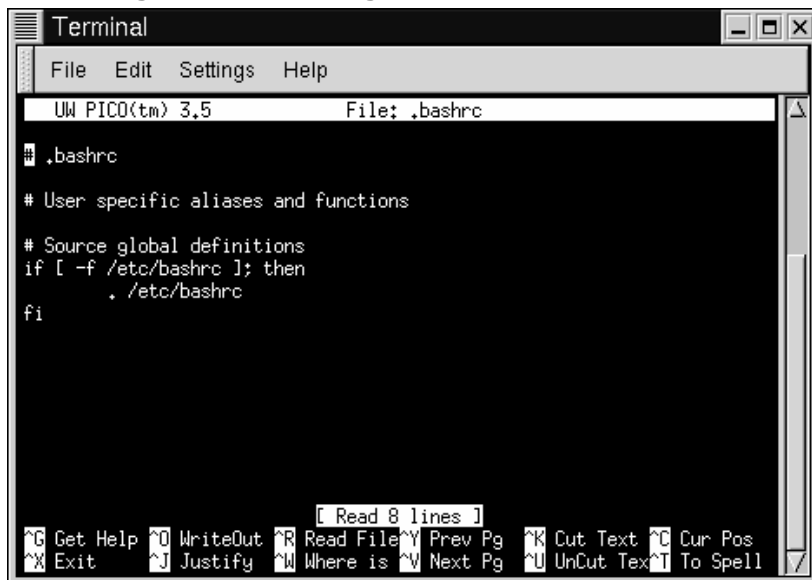 Terminal
File Edit Settings Help
UW PICO(tm) 3.5 File: .bashrc
# .bashrc
# User specific aliases and functions
# Source global definitions
if [ -f /etc/bashrc ]; then
. /etc/bashrc
fi
[ Read 8 lines ]
^G Get Help ^O WriteOut ^R Read File ^Y Prev Pg ^K Cut Text ^C Cur Pos
^X Exit ^J Justify ^W Where is ^V Next Pg ^U UnCut Tex ^T To Spell